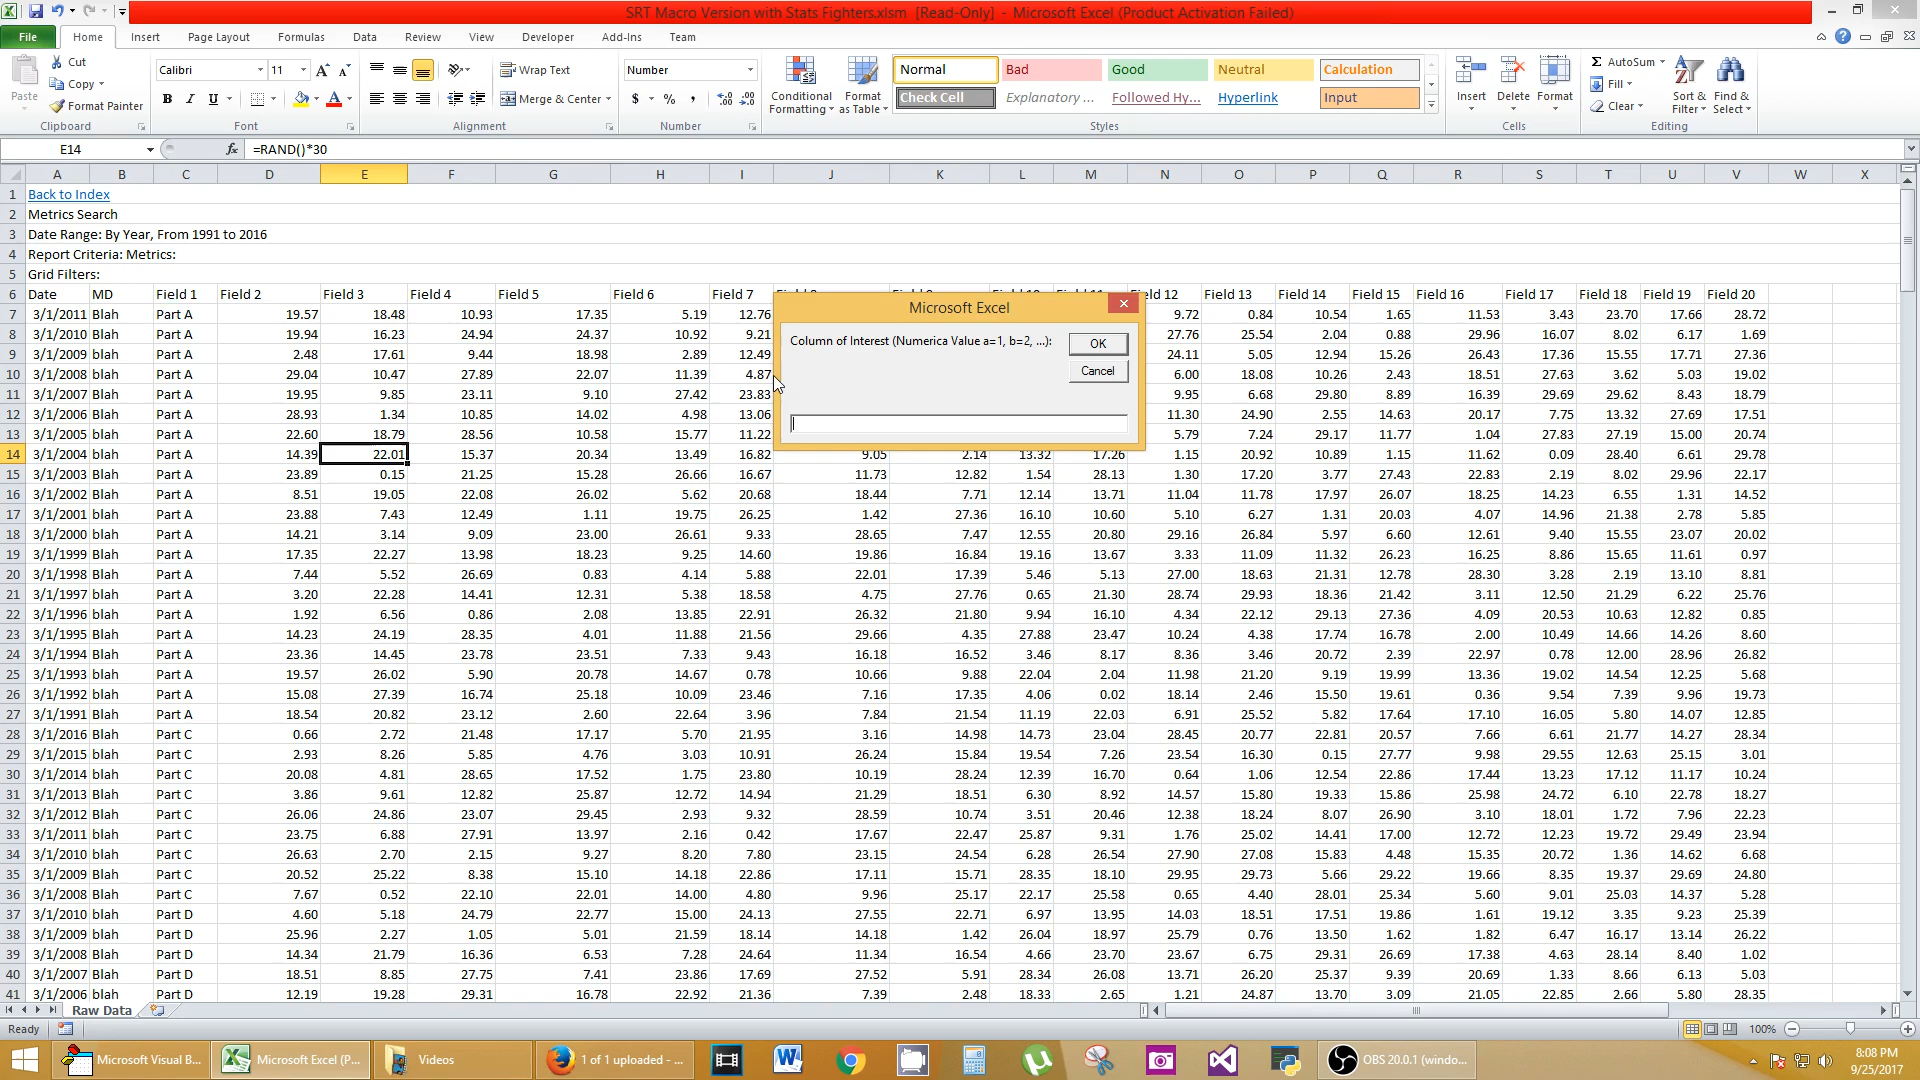 SRT Macro Version with Stats Fighters.xlsm [Read-Only] - Microsoft Excel (Product Activation Failed)
File Home Insert Page Layout Formulas Data Review View Developer Add-Ins Team
Paste Cut Copy Format Painter Clipboard
Calibri 11 B I U Font
Wrap Text Merge & Center Alignment
Number $ % , Number
Conditional Formatting Format as Table
Normal Bad Good Neutral Calculation
Check Cell Explanatory ... Followed Hy... Hyperlink Input
Styles
Insert Delete Format Cells
AutoSum Fill Clear Sort & Filter Find & Select Editing
E14 fx =RAND()*30
A B C D E F G H I J K L M N O P Q R S T U V W X
1 Back to Index
2 Metrics Search
3 Date Range: By Year, From 1991 to 2016
4 Report Criteria: Metrics:
5 Grid Filters:
6 Date MD Field 1 Field 2 Field 3 Field 4 Field 5 Field 6 Field 7 Field 13 Field 14 Field 15 Field 16 Field 17 Field 18 Field 19 Field 20
7 3/1/2011 Blah Part A 19.57 18.48 10.93 17.35 5.19 12.76 9.72 0.84 10.54 1.65 11.53 3.43 23.70 17.66 28.72
8 3/1/2010 Blah Part A 19.94 16.23 24.94 24.37 10.92 9.21 27.76 25.54 2.04 0.88 29.96 16.07 8.02 6.17 1.69
9 3/1/2009 Blah Part A 2.48 17.61 9.44 18.98 2.89 12.49 24.11 5.05 12.94 15.26 26.43 17.36 15.55 17.71 27.36
10 3/1/2008 Blah Part A 29.04 10.47 27.89 22.07 11.39 4.87 6.00 18.08 10.26 2.43 18.51 27.63 3.62 5.03 19.02
11 3/1/2007 Blah Part A 19.95 9.85 23.11 9.10 27.42 23.83 9.95 6.68 29.80 8.89 16.39 29.69 29.62 8.43 18.79
12 3/1/2006 Blah Part A 28.93 1.34 10.85 14.02 4.98 13.06 11.30 24.90 2.55 14.63 20.17 7.75 13.32 27.69 17.51
13 3/1/2005 Blah Part A 22.60 18.79 28.56 10.58 15.77 11.22 5.79 7.24 29.17 11.77 1.04 27.83 27.19 15.00 20.74
14 3/1/2004 Blah Part A 14.39 22.01 15.37 20.34 13.49 16.82 9.05 2.14 13.32 17.26 1.15 20.92 10.89 1.15 11.62 0.09 28.40 6.61 29.78
15 3/1/2003 Blah Part A 23.89 0.15 21.25 15.28 26.66 16.67 11.73 12.82 1.54 28.13 1.30 17.20 3.77 27.43 22.83 2.19 8.02 29.96 22.17
16 3/1/2002 Blah Part A 8.51 19.05 22.08 26.02 5.62 20.68 18.44 7.71 12.14 13.71 11.04 11.78 17.97 26.07 18.25 14.23 6.55 1.31 14.52
17 3/1/2001 Blah Part A 23.88 7.43 12.49 1.11 19.75 26.25 1.42 27.36 16.10 10.60 5.10 6.27 1.31 20.03 4.07 14.96 21.38 2.78 5.85
18 3/1/2000 Blah Part A 14.21 3.14 9.09 23.00 26.61 9.33 28.65 7.47 12.55 20.80 29.16 26.84 5.97 6.60 12.61 9.40 15.55 23.07 20.02
19 3/1/1999 Blah Part A 17.35 22.27 13.98 18.23 9.25 14.60 19.86 16.84 19.16 13.67 3.33 11.09 11.32 26.23 16.25 8.86 15.65 11.61 0.97
20 3/1/1998 Blah Part A 7.44 5.52 26.69 0.83 4.14 5.88 22.01 17.39 5.46 5.13 27.00 18.63 21.31 12.78 28.30 3.28 2.19 13.10 8.81
21 3/1/1997 Blah Part A 3.20 22.28 14.41 12.31 5.38 18.58 4.75 27.76 0.65 21.30 28.74 29.93 18.36 21.42 3.11 12.50 21.29 6.22 25.76
22 3/1/1996 Blah Part A 1.92 6.56 0.86 2.08 13.85 22.91 26.32 21.80 9.94 16.10 4.34 22.12 29.13 27.36 4.09 20.53 10.63 12.82 0.85
23 3/1/1995 Blah Part A 14.23 24.19 28.35 4.01 11.88 21.56 29.66 4.35 27.88 23.47 10.24 4.38 17.74 16.78 2.00 10.49 14.66 14.26 8.60
24 3/1/1994 Blah Part A 23.36 14.45 23.78 23.51 7.33 9.43 16.18 16.52 3.46 8.17 8.36 3.46 20.72 2.39 22.97 0.78 12.00 28.96 26.82
25 3/1/1993 Blah Part A 19.57 26.02 5.90 20.78 14.67 0.78 10.66 9.88 22.04 2.04 11.98 21.20 9.19 19.99 13.36 19.02 14.54 12.25 5.68
26 3/1/1992 Blah Part A 15.08 27.39 16.74 25.18 10.09 23.46 7.16 17.35 4.06 0.02 18.14 2.46 15.50 19.61 0.36 9.54 7.39 9.96 19.73
27 3/1/1991 Blah Part A 18.54 20.82 23.12 2.60 22.64 3.96 7.84 21.54 11.19 22.03 6.91 25.52 5.82 17.64 17.10 16.05 5.80 14.07 12.85
28 3/1/2016 Blah Part C 0.66 2.72 21.48 17.17 5.70 21.95 3.16 14.98 14.73 23.04 28.45 20.77 22.81 20.57 7.66 6.61 21.77 14.27 28.34
29 3/1/2015 blah Part C 2.93 8.26 5.85 4.76 3.03 10.91 26.24 15.84 19.54 7.26 23.54 16.30 0.15 27.77 9.98 29.55 12.63 25.15 3.01
30 3/1/2014 blah Part C 20.08 4.81 28.65 17.52 1.75 23.80 10.19 28.24 12.39 16.70 0.64 1.06 12.54 22.86 17.44 13.23 17.12 11.17 10.24
31 3/1/2013 blah Part C 3.86 9.61 12.82 25.87 12.72 14.94 21.29 18.51 6.30 8.92 14.57 15.80 19.33 15.86 25.98 24.72 6.10 22.78 18.27
32 3/1/2012 blah Part C 26.06 24.86 23.07 29.45 2.93 9.32 28.59 10.74 3.51 20.46 12.38 18.24 8.07 26.90 3.10 18.01 1.72 7.96 22.23
33 3/1/2011 blah Part C 23.75 6.88 27.91 13.97 2.16 0.42 17.67 22.47 25.87 9.31 1.76 25.02 14.41 17.00 12.72 12.23 19.72 29.49 23.94
34 3/1/2010 blah Part C 26.63 2.70 2.15 9.27 8.20 7.80 23.15 24.54 6.28 26.54 27.90 27.08 15.83 4.48 15.35 20.72 1.36 14.62 6.68
35 3/1/2009 blah Part C 20.52 25.22 8.38 15.10 14.18 22.86 17.11 15.71 28.35 18.10 29.95 29.73 5.66 29.22 19.66 8.35 19.37 29.69 24.80
36 3/1/2008 blah Part C 7.67 0.52 22.10 22.01 14.00 4.80 9.96 25.17 22.17 25.58 0.65 4.40 28.01 25.34 5.60 9.01 25.03 14.37 5.28
37 3/1/2010 blah Part D 4.60 5.18 24.79 22.77 15.00 24.13 27.55 22.71 6.97 13.95 14.03 18.51 17.51 19.86 1.61 19.12 3.35 9.23 25.39
38 3/1/2009 blah Part D 25.96 2.27 1.05 5.01 21.59 18.14 14.18 1.42 26.04 18.97 25.79 0.76 13.50 1.62 1.82 6.47 16.17 13.14 26.22
39 3/1/2008 blah Part D 14.34 21.79 16.36 6.53 7.28 24.64 11.34 16.54 4.66 23.70 23.67 6.75 29.31 26.69 17.38 4.63 28.14 8.40 1.02
40 3/1/2007 blah Part D 18.51 8.85 27.75 7.41 23.86 17.69 27.52 5.91 28.34 26.08 13.71 26.20 25.37 9.39 20.69 1.33 8.66 6.13 5.03
41 3/1/2006 blah Part D 12.19 19.28 29.31 16.78 22.92 21.36 7.39 2.48 18.33 2.65 1.21 24.87 13.70 3.09 21.05 22.85 2.66 5.80 28.35
Microsoft Excel
Column of Interest (Numerica Value a=1, b=2, ...):
OK
Cancel
Raw Data
Ready 100%
Microsoft Visual B... Microsoft Excel (P... Videos 1 of 1 uploaded - ... OBS 20.0.1 (windo...
8:08 PM
9/25/2017